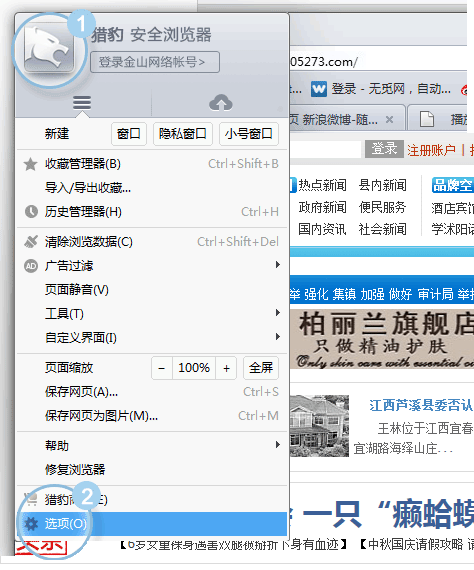 1
猎豹 安全浏览器
登录金山网络帐号>
05273.com/
登录 - 无觅网，自动...
页 新浪微博-随...
播放
新建 窗口 隐私窗口 小号窗口
登录 注册账户 |
收藏管理器(B) Ctrl+Shift+B
导入/导出收藏...
历史管理器(H) Ctrl+H
清除浏览数据(C) Ctrl+Shift+Del
AD 广告过滤
页面静音(V)
工具(T)
自定义界面(I)
页面缩放 − 100% + 全屏
保存网页(A)... Ctrl+S
保存网页为图片(M)... Ctrl+M
帮助
修复浏览器
2
猎豹
选项(O)
热点新闻 县内新闻 品牌空
政府新闻 便民服务 酒店宾馆
国内资讯 社会新闻 学术阳
举 强化 集镇 加强 做好 审计局 举
柏丽兰旗舰店
只做精油护肤
Only skin care with essential
江西芦溪县委否认
王林位于江西宜春
宜湖路海绎山庄...
一只“癞蛤蟆
【6岁女童保姆遇害双腿被掰折下身有血迹】【中秋国庆请假攻略 请